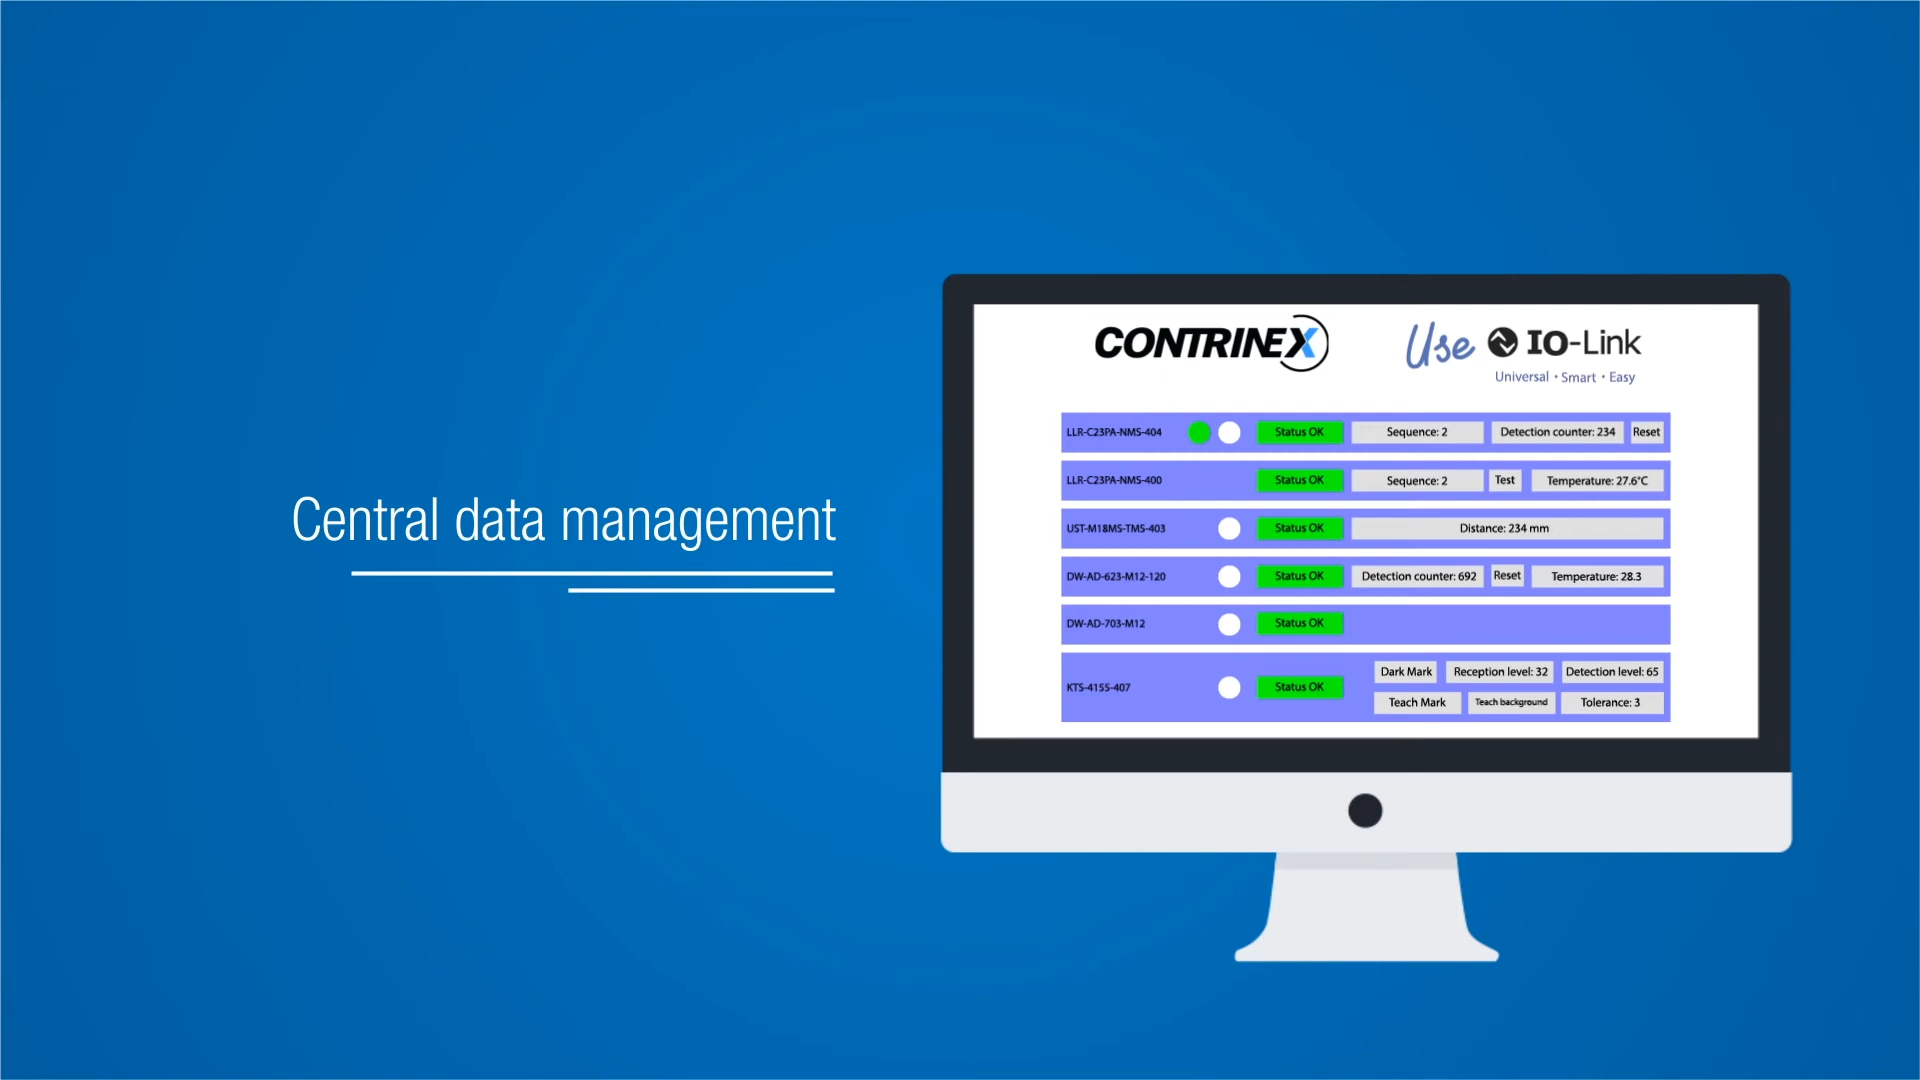 Central data management
CONTRINEX
Use IO-Link
Universal • Smart • Easy
LLR-C23PA-NMS-404 Status OK Sequence: 2 Detection counter: 234 Reset
LLR-C23PA-NMS-400 Status OK Sequence: 2 Test Temperature: 27.6°C
UST-M18MS-TMS-403 Status OK Distance: 234 mm
DW-AD-623-M12-120 Status OK Detection counter: 692 Reset Temperature: 28.3
DW-AD-703-M12 Status OK
KTS-4155-407 Status OK
Dark Mark Reception level: 32 Detection level: 65
Teach Mark Teach background Tolerance: 3